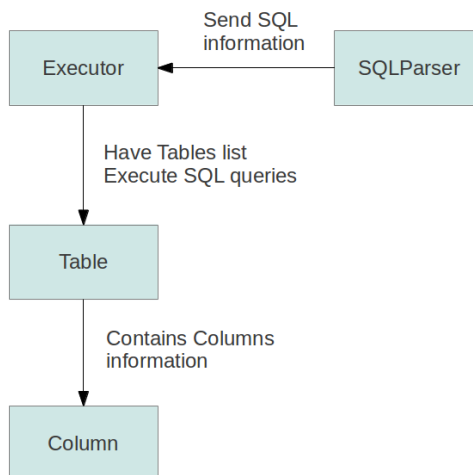 Send SQL
information
Executor
SQLParser
Have Tables list
Execute SQL queries
Table
Contains Columns
information
Column